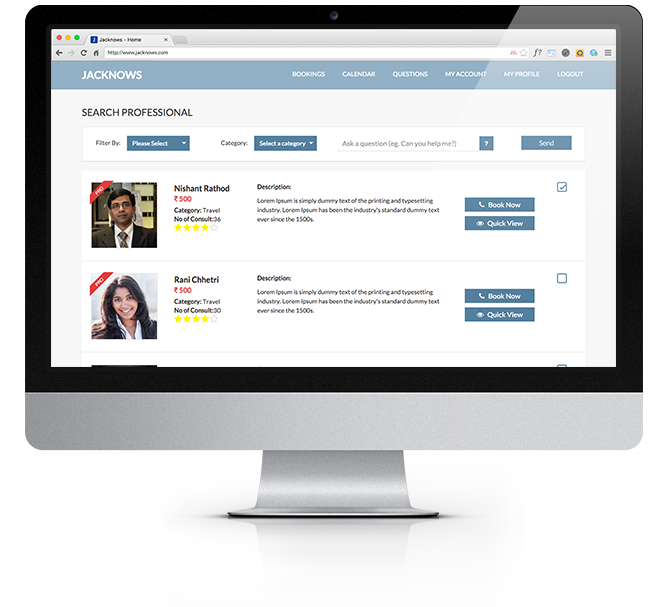 Jacknows - Home
http://www.jacknows.com
JACKNOWS
BOOKINGS CALENDAR QUESTIONS MY ACCOUNT MY PROFILE LOGOUT
SEARCH PROFESSIONAL
Filter By: Please Select Category: Select a category Ask a question (eg. Can you help me?) ? Send
PRO
Nishant Rathod
₹ 500
Category: Travel
No of Consult:36
Description:
Lorem Ipsum is simply dummy text of the printing and typesetting
industry. Lorem Ipsum has been the industry's standard dummy text
ever since the 1500s.
Book Now
Quick View
PRO
Rani Chhetri
₹ 500
Category: Travel
No of Consult:30
Description:
Lorem Ipsum is simply dummy text of the printing and typesetting
industry. Lorem Ipsum has been the industry's standard dummy text
ever since the 1500s.
Book Now
Quick View